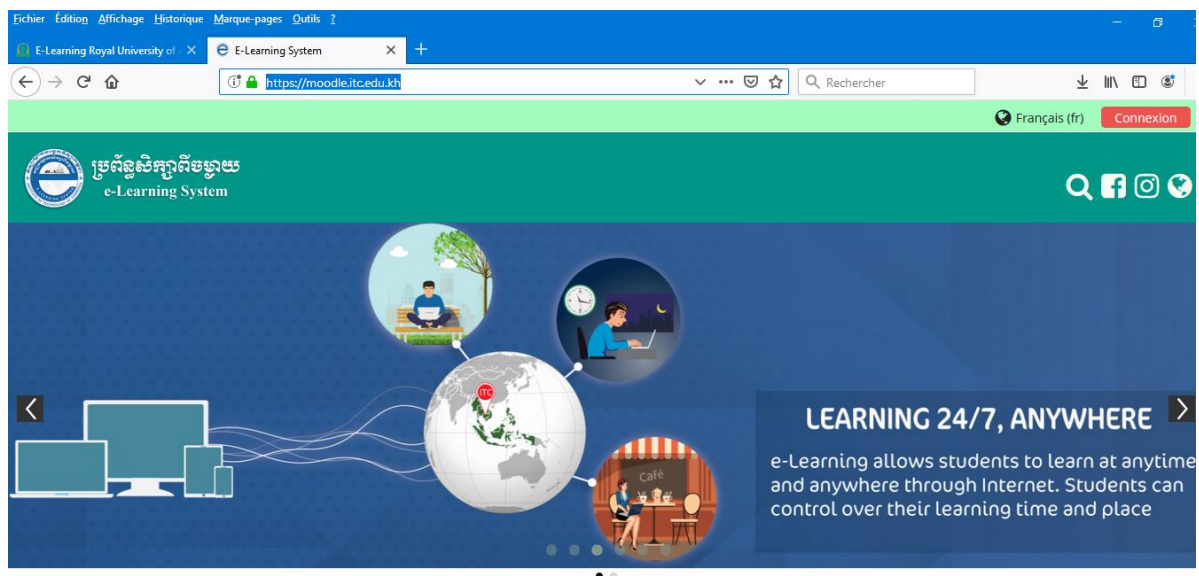 Fichier Édition Affichage Historique Marque-pages Outils ?
E-Learning Royal University of
E-Learning System
https://moodle.itc.edu.kh
Rechercher
Français (fr)
Connexion
ប្រព័ន្ធសិក្សាពីចម្ងាយ
e-Learning System
ITC
Café
LEARNING 24/7, ANYWHERE
e-Learning allows students to learn at anytime
and anywhere through Internet. Students can
control over their learning time and place